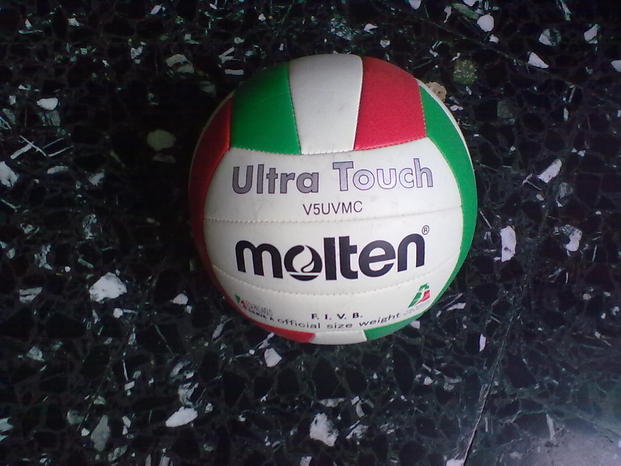 Ultra Touch
V5UVMC
molten®
F. I. V. B.
official size weight